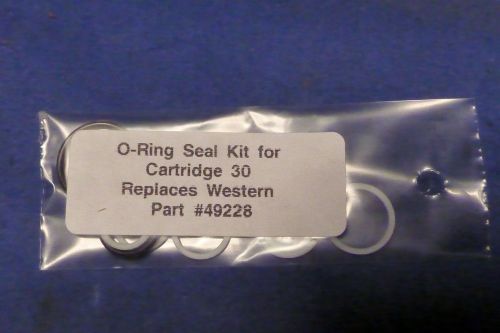 O-Ring Seal Kit for
Cartridge 30
Replaces Western
Part #49228